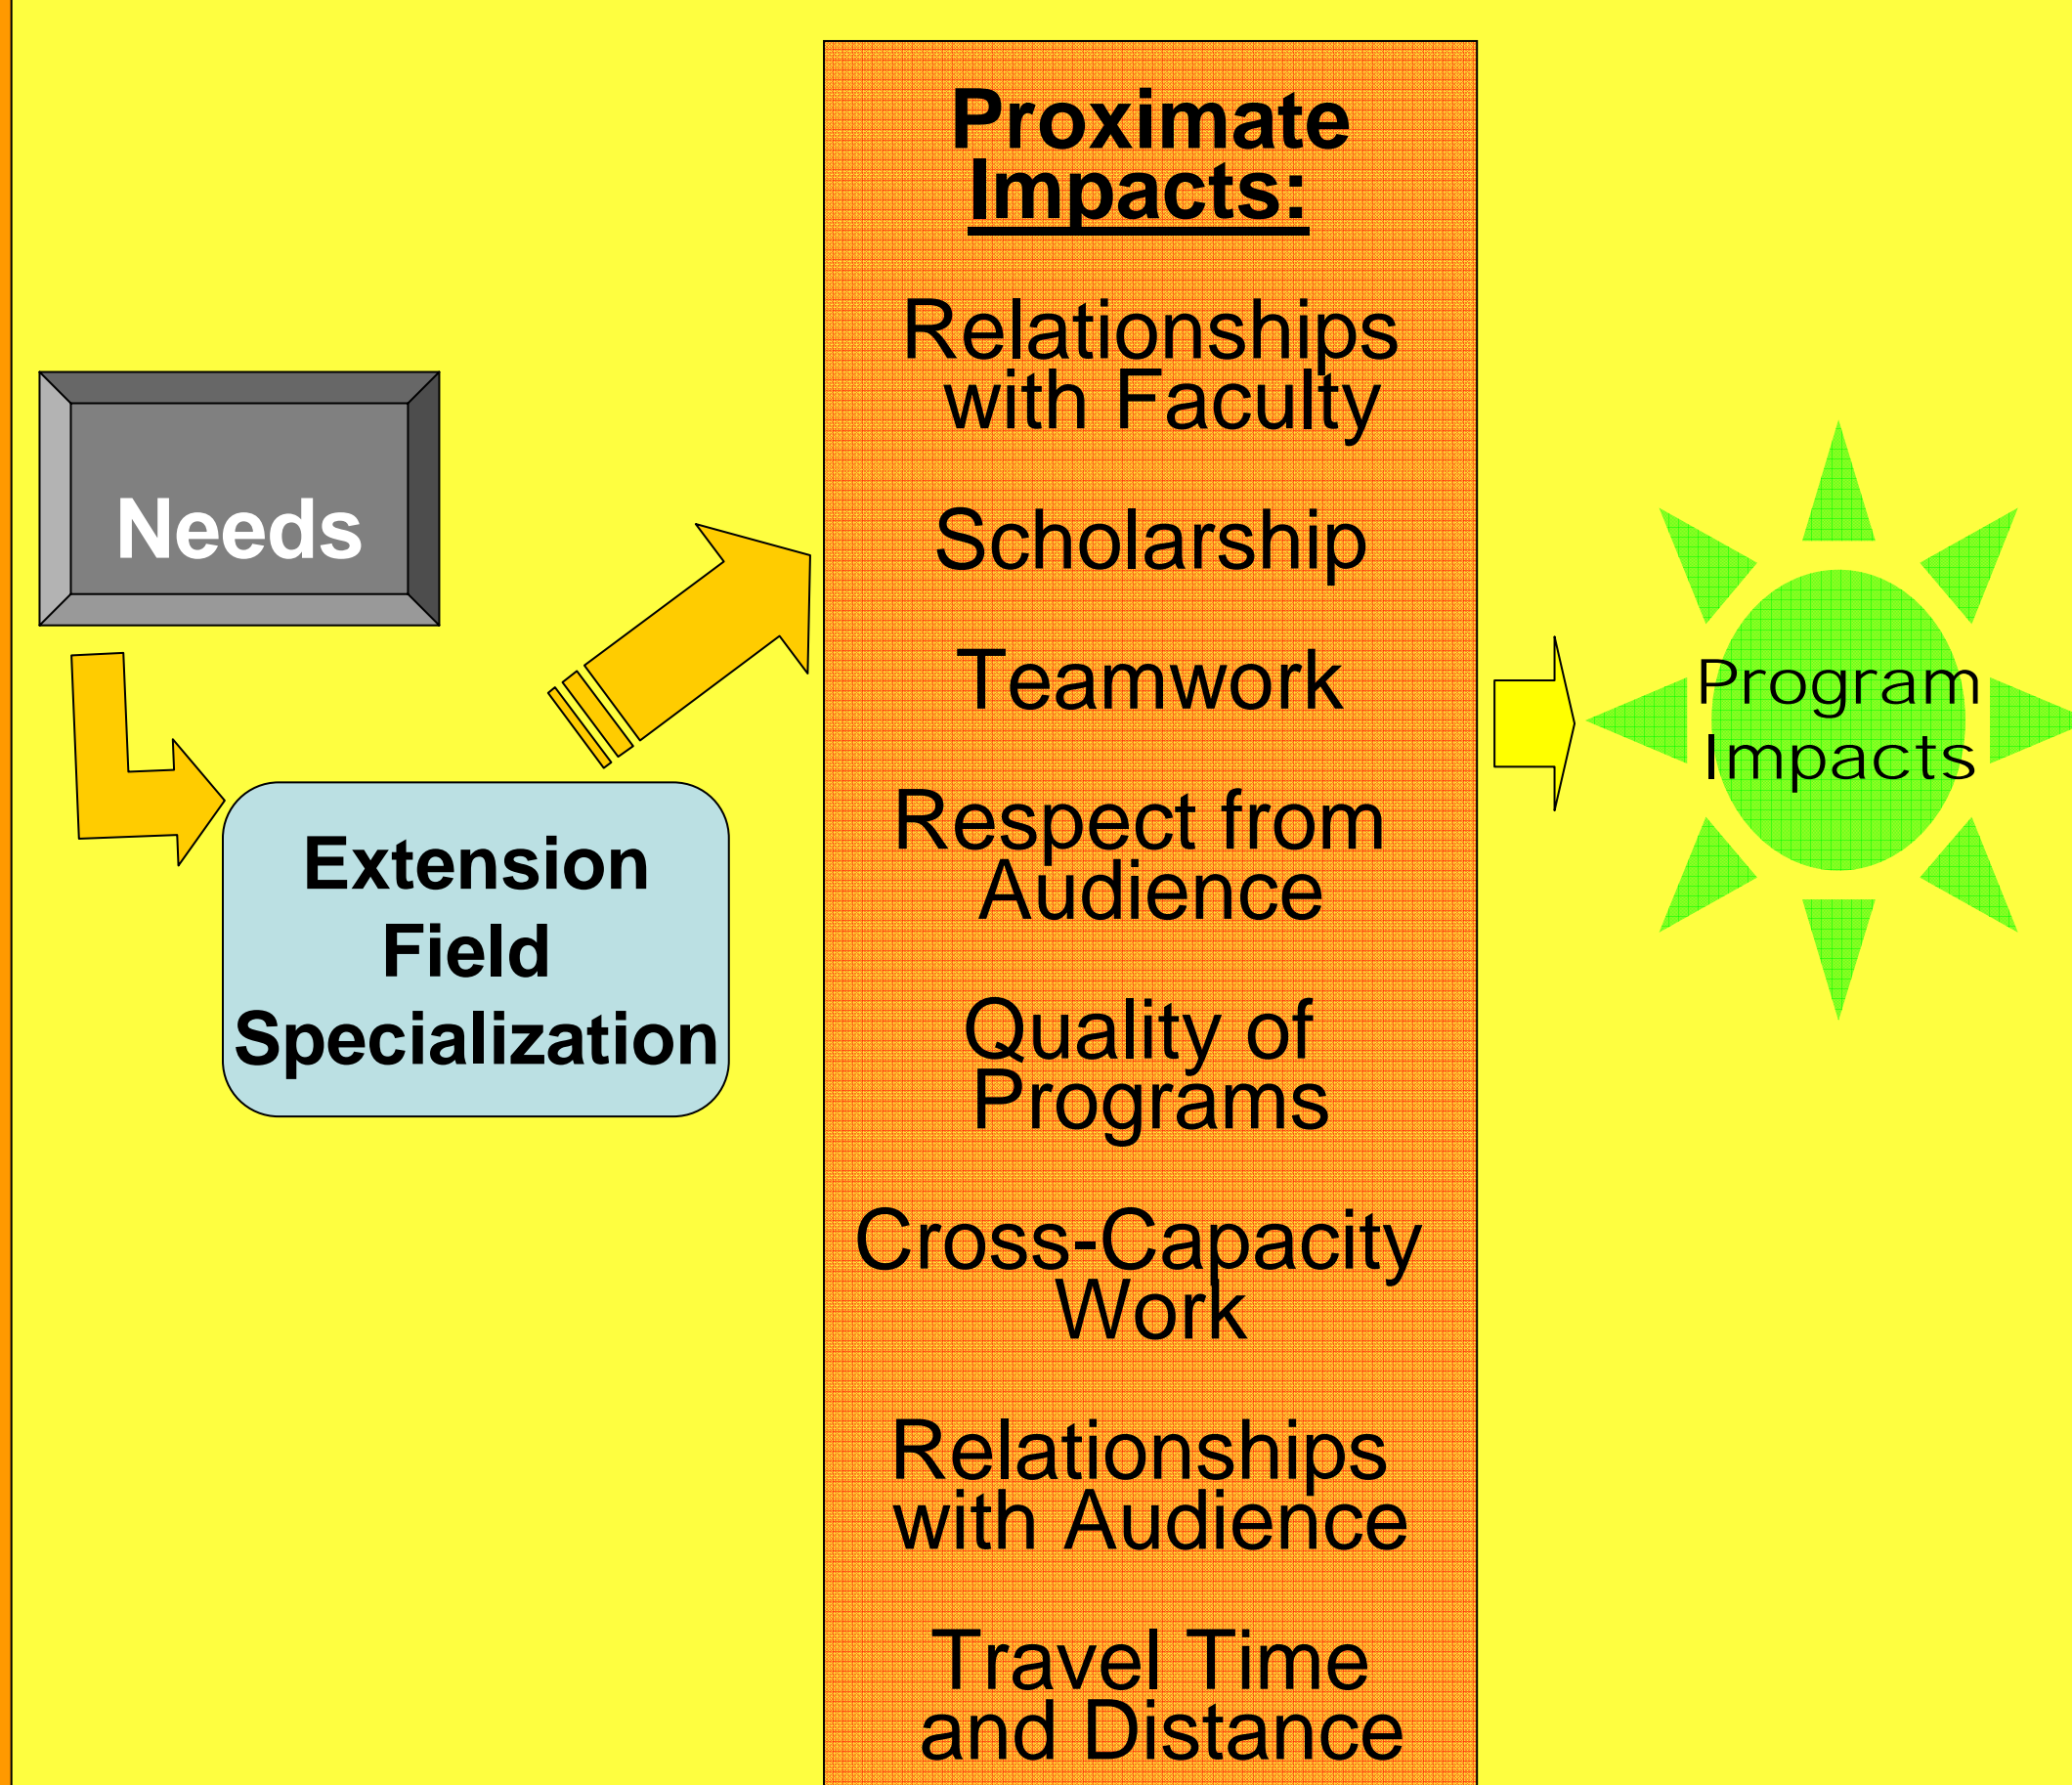 Needs
Extension
Field
Specialization
Proximate
Impacts:
Relationships
with Faculty
Scholarship
Teamwork
Respect from
Audience
Quality of
Programs
Cross-Capacity
Work
Relationships
with Audience
Travel Time
and Distance
Program
Impacts